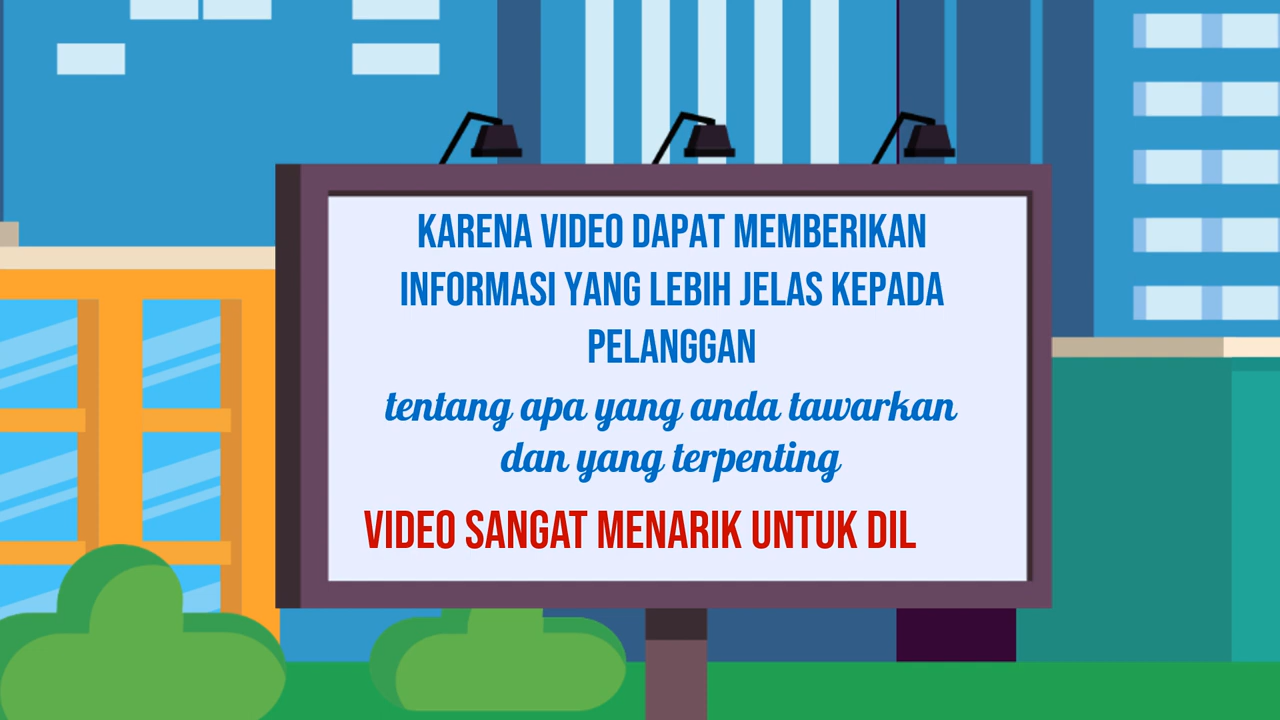 KARENA VIDEO DAPAT MEMBERIKAN
INFORMASI YANG LEBIH JELAS KEPADA
PELANGGAN
tentang apa yang anda tawarkan
dan yang terpenting
VIDEO SANGAT MENARIK UNTUK DIL